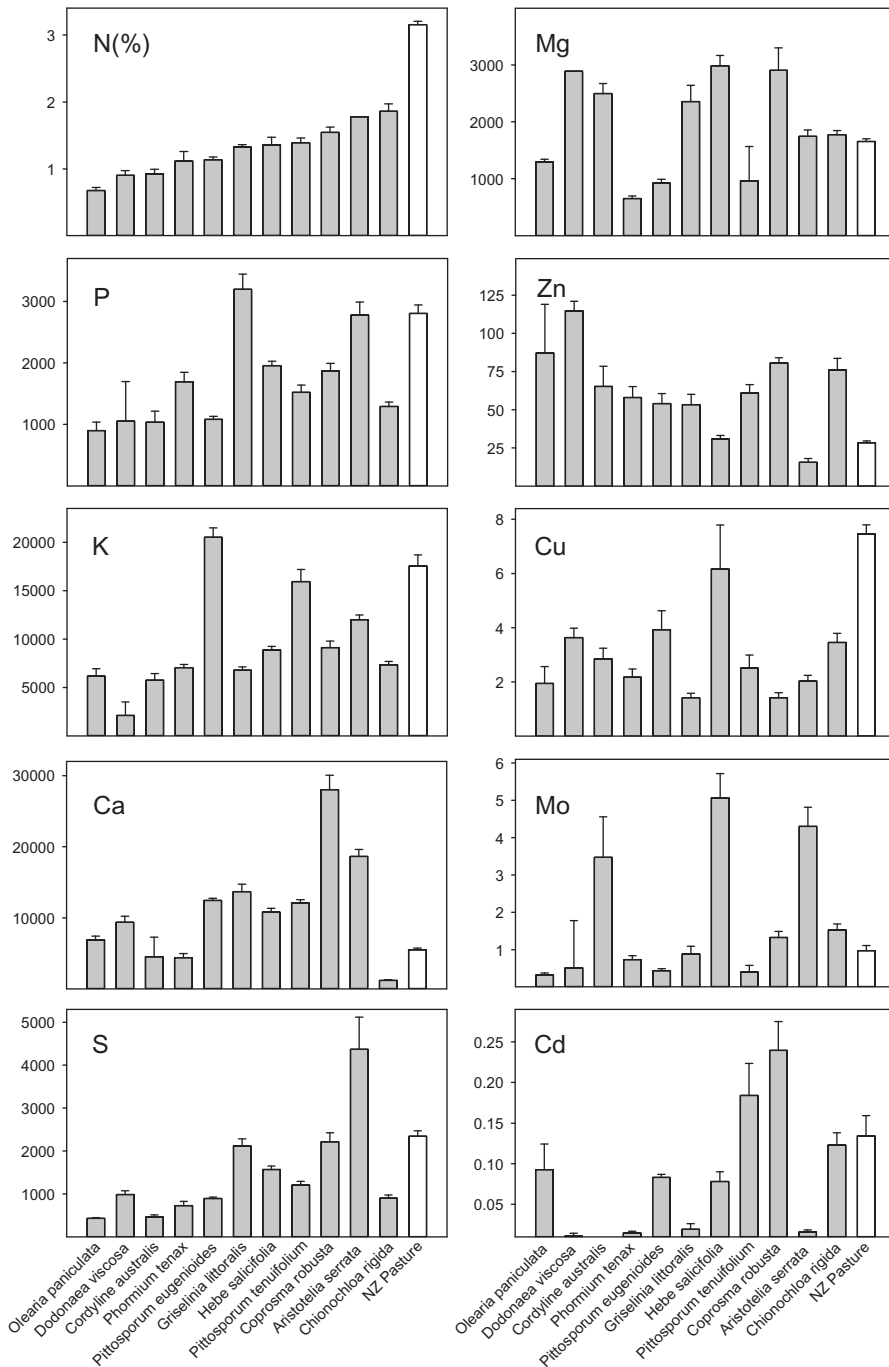 N(%)
3
2
1
Mg
3000
2000
1000
P
3000
2000
1000
Zn
125
100
75
50
25
K
20000
15000
10000
5000
Cu
8
6
4
2
Ca
30000
20000
10000
Mo
6
5
4
3
2
1
S
5000
4000
3000
2000
1000
Cd
0.25
0.20
0.15
0.10
0.05
Olearia paniculata
Dodonaea viscosa
Cordyline australis
Phormium tenax
Pittosporum eugenioides
Griselinia littoralis
Hebe salicifolia
Pittosporum tenuifolium
Coprosma robusta
Aristotelia serrata
Chionochloa rigida
NZ Pasture
Olearia paniculata
Dodonaea viscosa
Cordyline australis
Phormium tenax
Pittosporum eugenioides
Griselinia littoralis
Hebe salicifolia
Pittosporum tenuifolium
Coprosma robusta
Aristotelia serrata
Chionochloa rigida
NZ Pasture